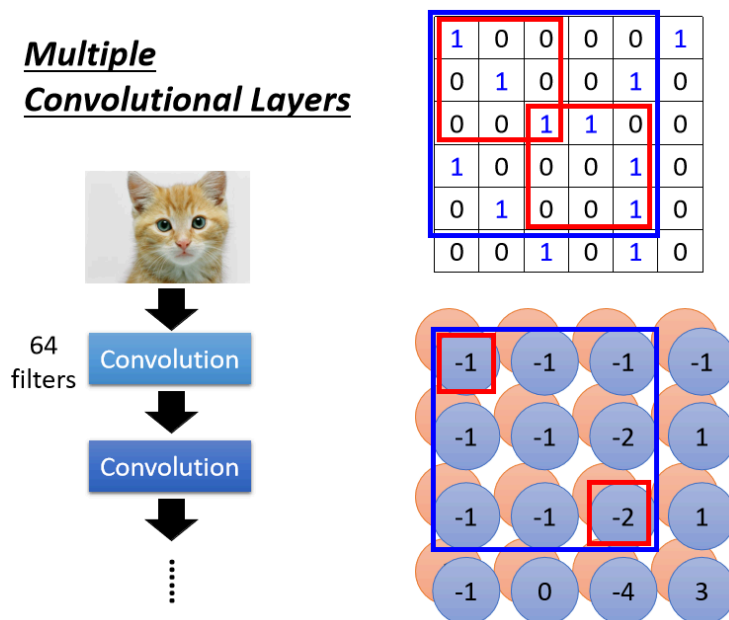 Multiple
Convolutional Layers
1 0 0 0 0 1
0 1 0 0 1 0
0 0 1 1 0 0
1 0 0 0 1 0
0 1 0 0 1 0
0 0 1 0 1 0
64
filters
Convolution
Convolution
-1 -1 -1 -1
-1 -1 -2 1
-1 -1 -2 1
-1 0 -4 3